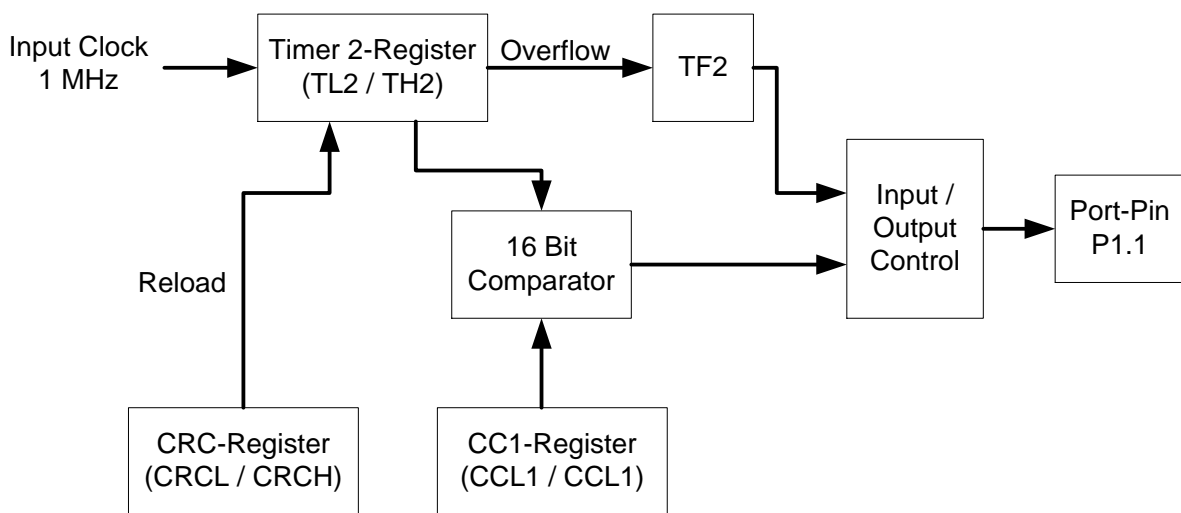 Input Clock
1 MHz
Timer 2-Register
(TL2 / TH2)
Overflow
TF2
Input /
Output
Control
Port-Pin
P1.1
16 Bit
Comparator
Reload
CRC-Register
(CRCL / CRCH)
CC1-Register
(CCL1 / CCL1)